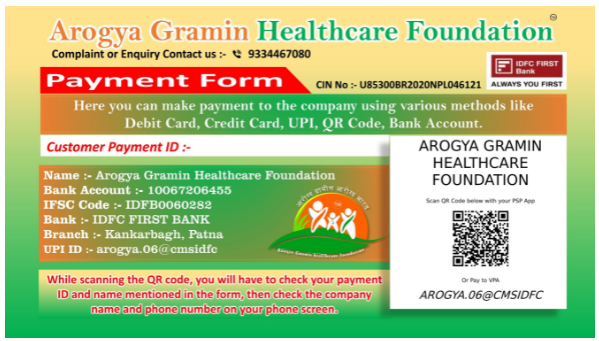 Arogya Gramin Healthcare Foundation
Complaint or Enquiry Contact us :- 9334467080
IDFC FIRST
Bank
ALWAYS YOU FIRST
Payment Form
CIN No :- U85300BR2020NPL046121
Here you can make payment to the company using various methods like
Debit Card, Credit Card, UPI, QR Code, Bank Account.
Customer Payment ID :-
Name :- Arogya Gramin Healthcare Foundation
Bank Account :- 10067206455
IFSC Code :- IDFB0060282
Bank :- IDFC FIRST BANK
Branch :- Kankarbagh, Patna
UPI ID :- arogya.06@cmsidfc
Arogya Gramin Healthcare Foundation
AROGYA GRAMIN
HEALTHCARE
FOUNDATION
Scan QR Code below with your PSP App
Or Pay to VPA
AROGYA.06@CMSIDFC
While scanning the QR code, you will have to check your payment
ID and name mentioned in the form, then check the company
name and phone number on your phone screen.